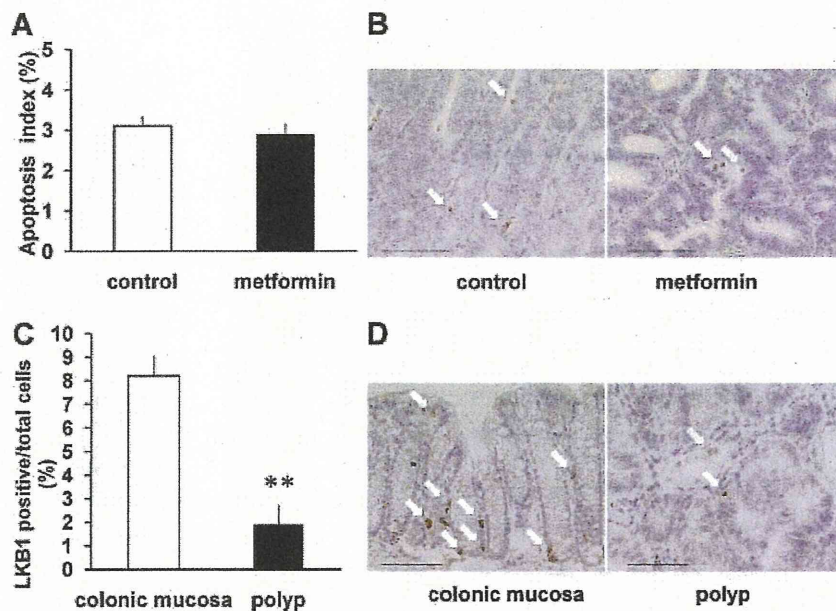 A
Apoptosis index (%)
5
4
3
2
1
0
control
metformin
B
control
metformin
C
LKB1 positive/total cells
(%)
10
9
8
7
6
5
4
3
2
1
0
**
colonic mucosa
polyp
D
colonic mucosa
polyp